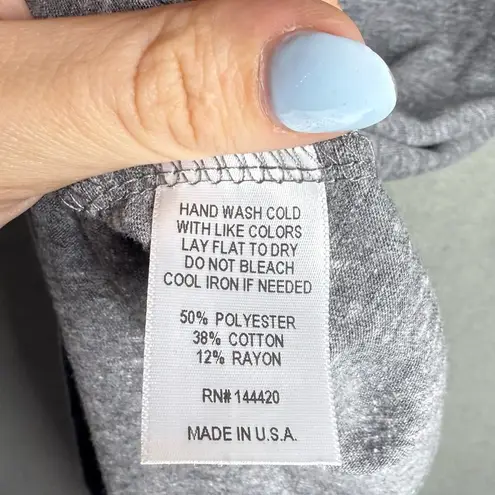 HAND WASH COLD
WITH LIKE COLORS
LAY FLAT TO DRY
DO NOT BLEACH
COOL IRON IF NEEDED
50% POLYESTER
38% COTTON
12% RAYON
RN# 144420
MADE IN U.S.A.